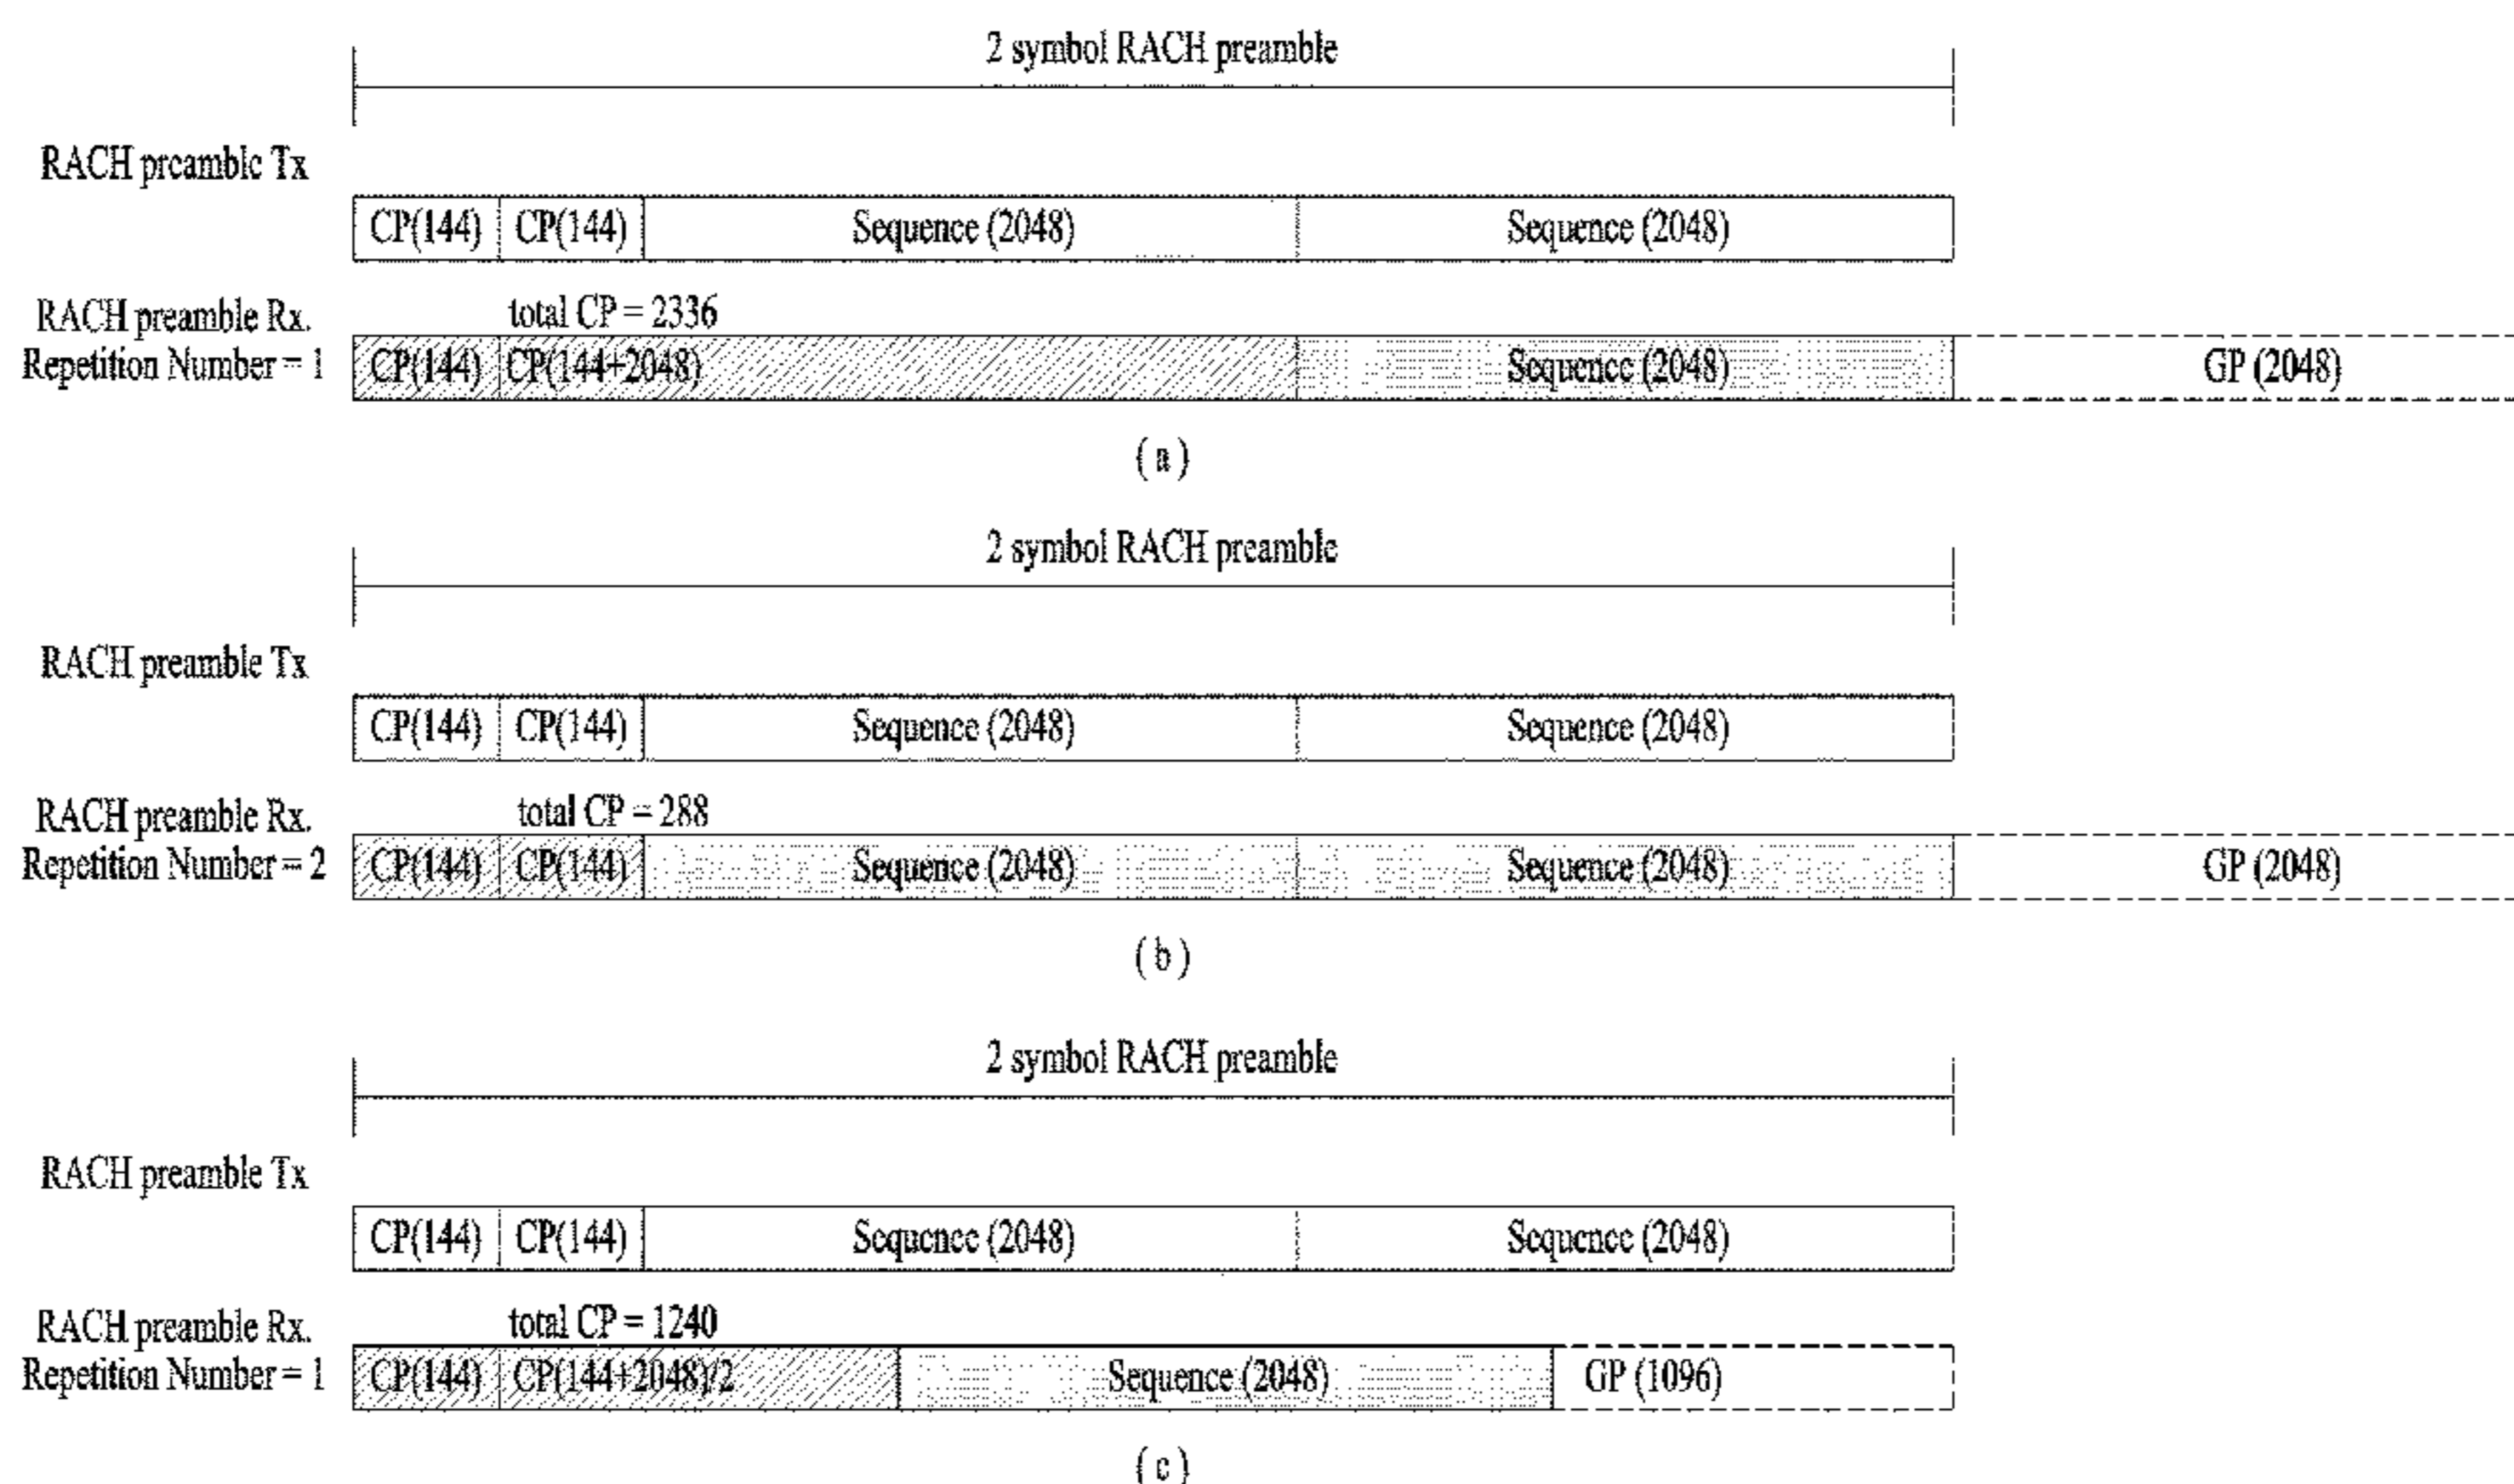 2 symbol RACH preamble
RACH preamble Tx
CP(144) CP(144) Sequence (2048) Sequence (2048)
RACH preamble Rx.
Repetition Number = 1
total CP = 2336
CP(144) CP(144+2048) Sequence (2048) GP (2048)
( a )
2 symbol RACH preamble
RACH preamble Tx
CP(144) CP(144) Sequence (2048) Sequence (2048)
RACH preamble Rx.
Repetition Number = 2
total CP = 288
CP(144) CP(144) Sequence (2048) Sequence (2048) GP (2048)
( b )
2 symbol RACH preamble
RACH preamble Tx
CP(144) CP(144) Sequence (2048) Sequence (2048)
RACH preamble Rx.
Repetition Number = 1
total CP = 1240
CP(144) CP(144+2048)/2 Sequence (2048) GP (1096)
( c )